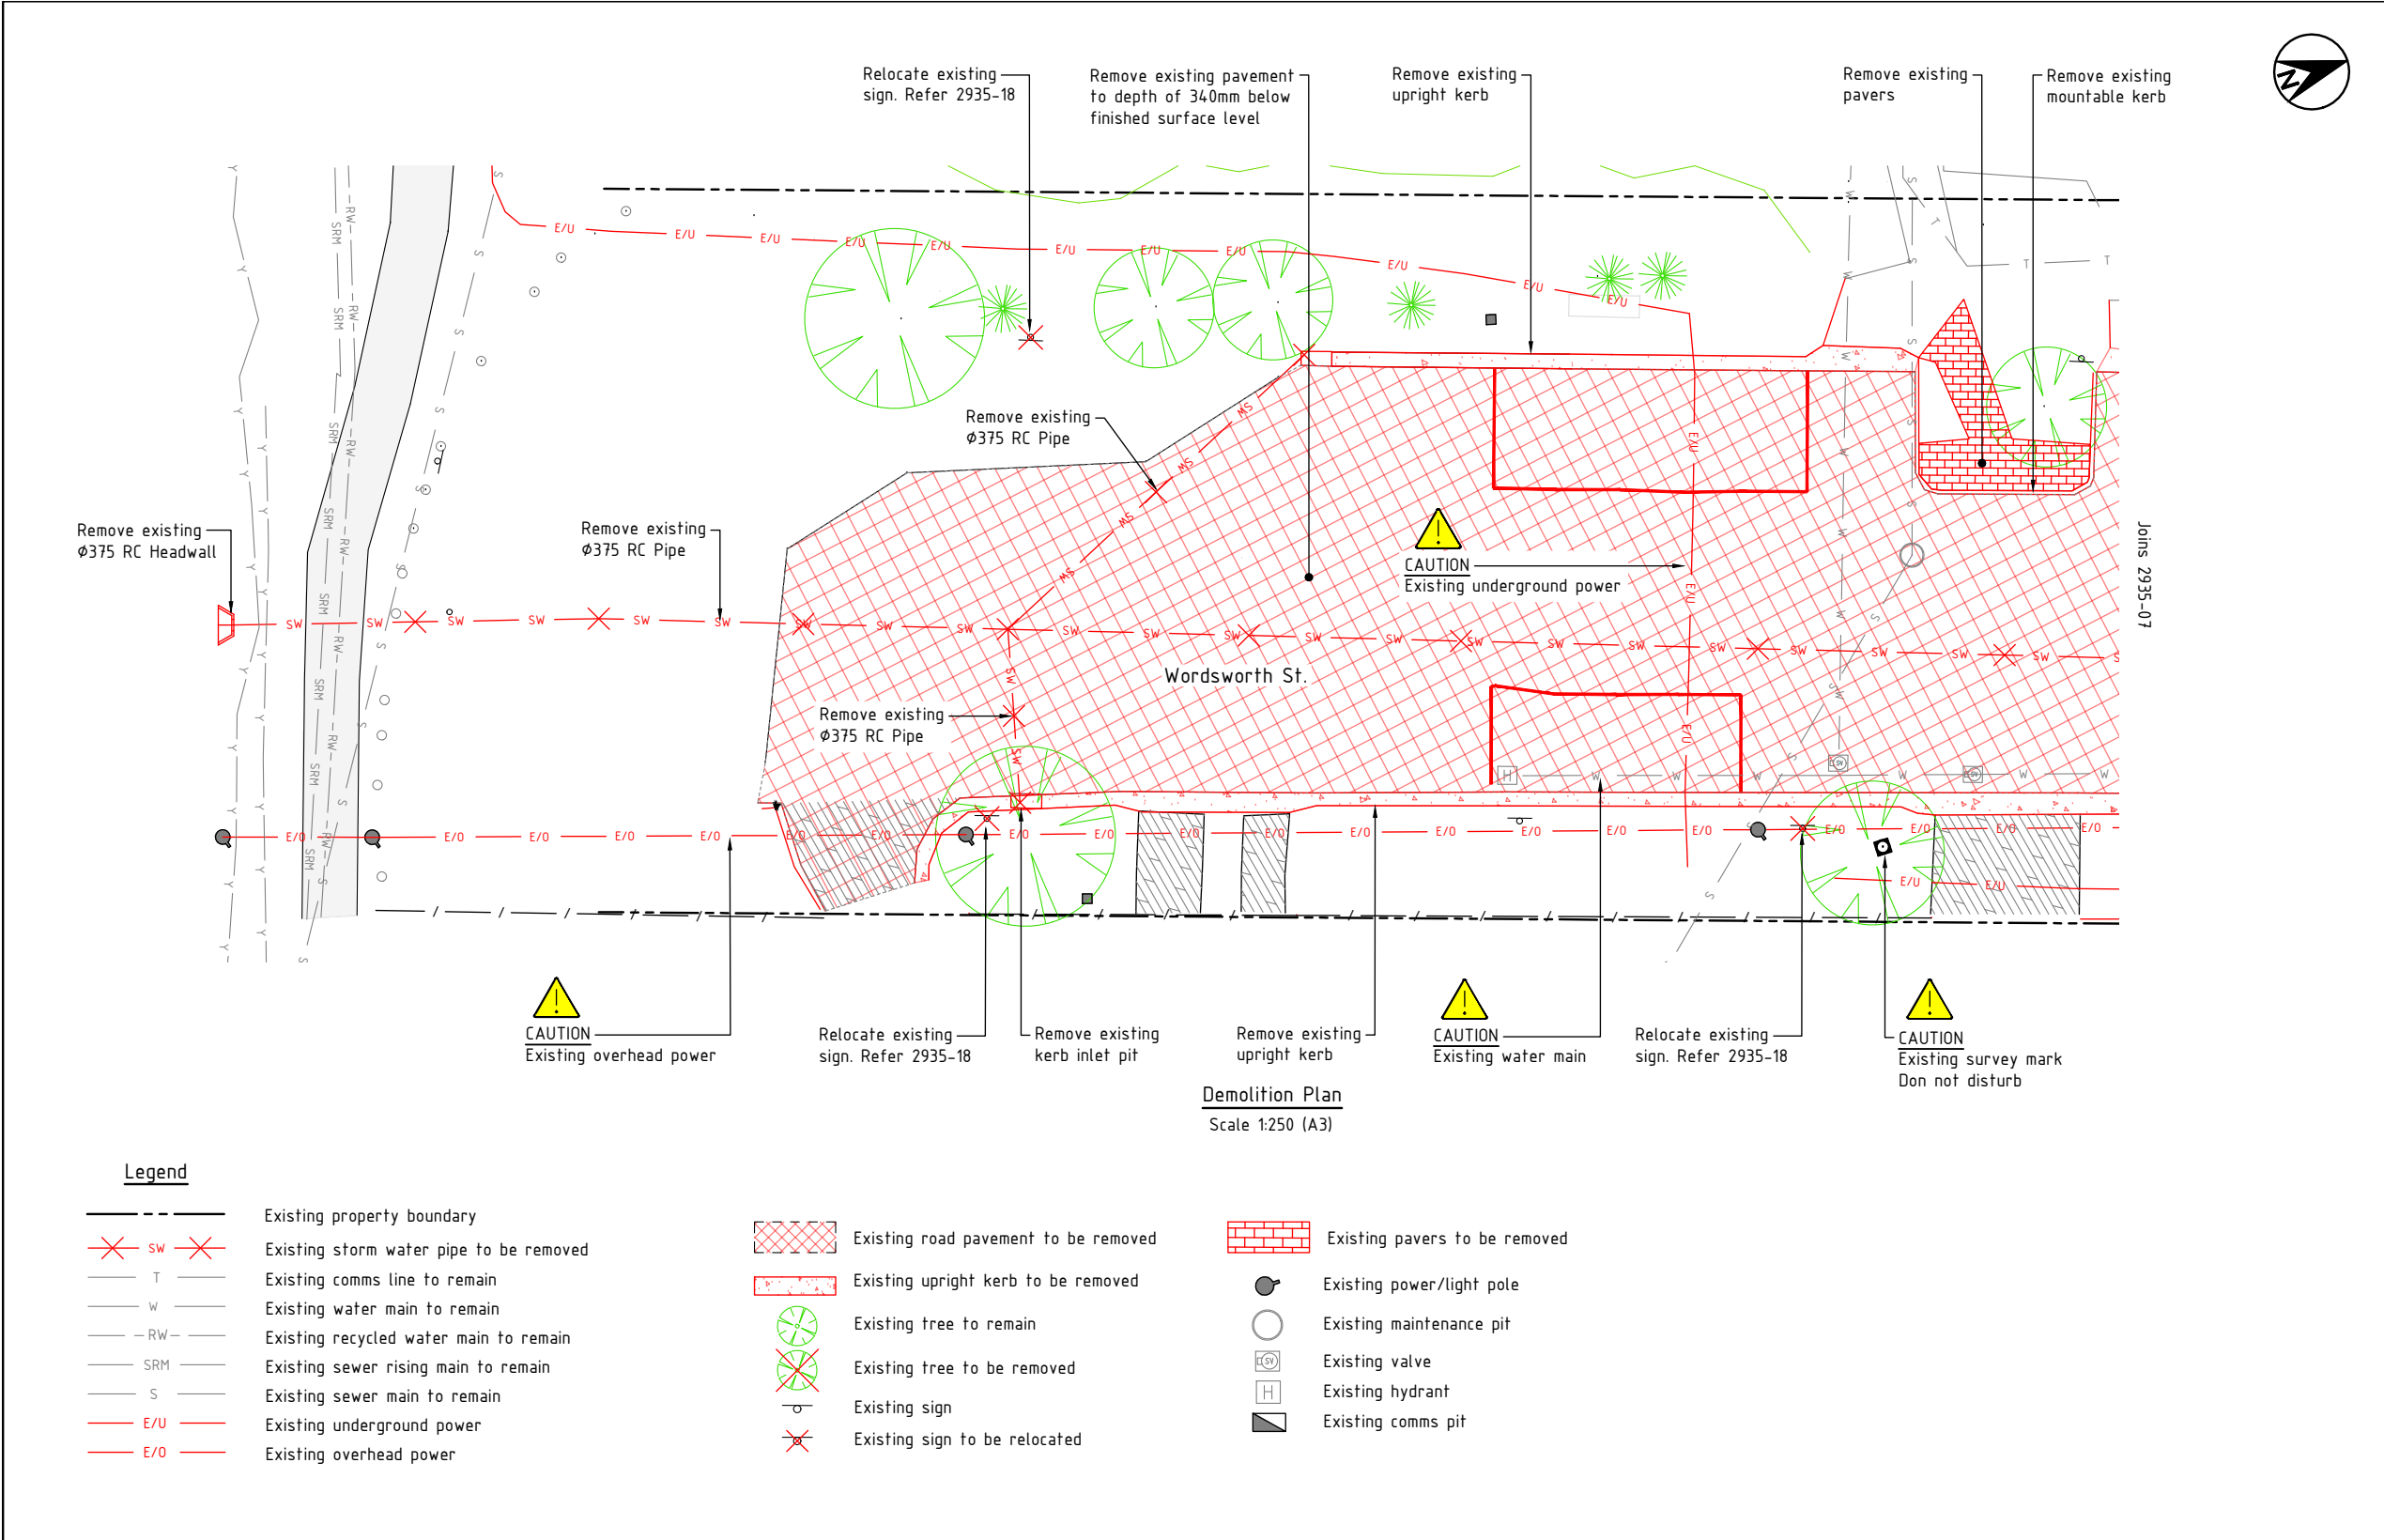 Relocate existing
sign. Refer 2935-18
Remove existing pavement
to depth of 340mm below
finished surface level
Remove existing
upright kerb
Remove existing
pavers
Remove existing
mountable kerb
N
Remove existing
Ø375 RC Pipe
Remove existing
Ø375 RC Headwall
Remove existing
Ø375 RC Pipe
CAUTION
Existing underground power
Joins 2935-07
Wordsworth St.
Remove existing
Ø375 RC Pipe
CAUTION
Existing overhead power
Relocate existing
sign. Refer 2935-18
Remove existing
kerb inlet pit
Remove existing
upright kerb
CAUTION
Existing water main
Relocate existing
sign. Refer 2935-18
CAUTION
Existing survey mark
Don not disturb
Demolition Plan
Scale 1:250 (A3)
Legend
Existing property boundary
SW Existing storm water pipe to be removed
T Existing comms line to remain
W Existing water main to remain
RW Existing recycled water main to remain
SRM Existing sewer rising main to remain
S Existing sewer main to remain
E/U Existing underground power
E/O Existing overhead power
Existing road pavement to be removed
Existing upright kerb to be removed
Existing tree to remain
Existing tree to be removed
Existing sign
Existing sign to be relocated
Existing pavers to be removed
Existing power/light pole
Existing maintenance pit
SV Existing valve
H Existing hydrant
Existing comms pit